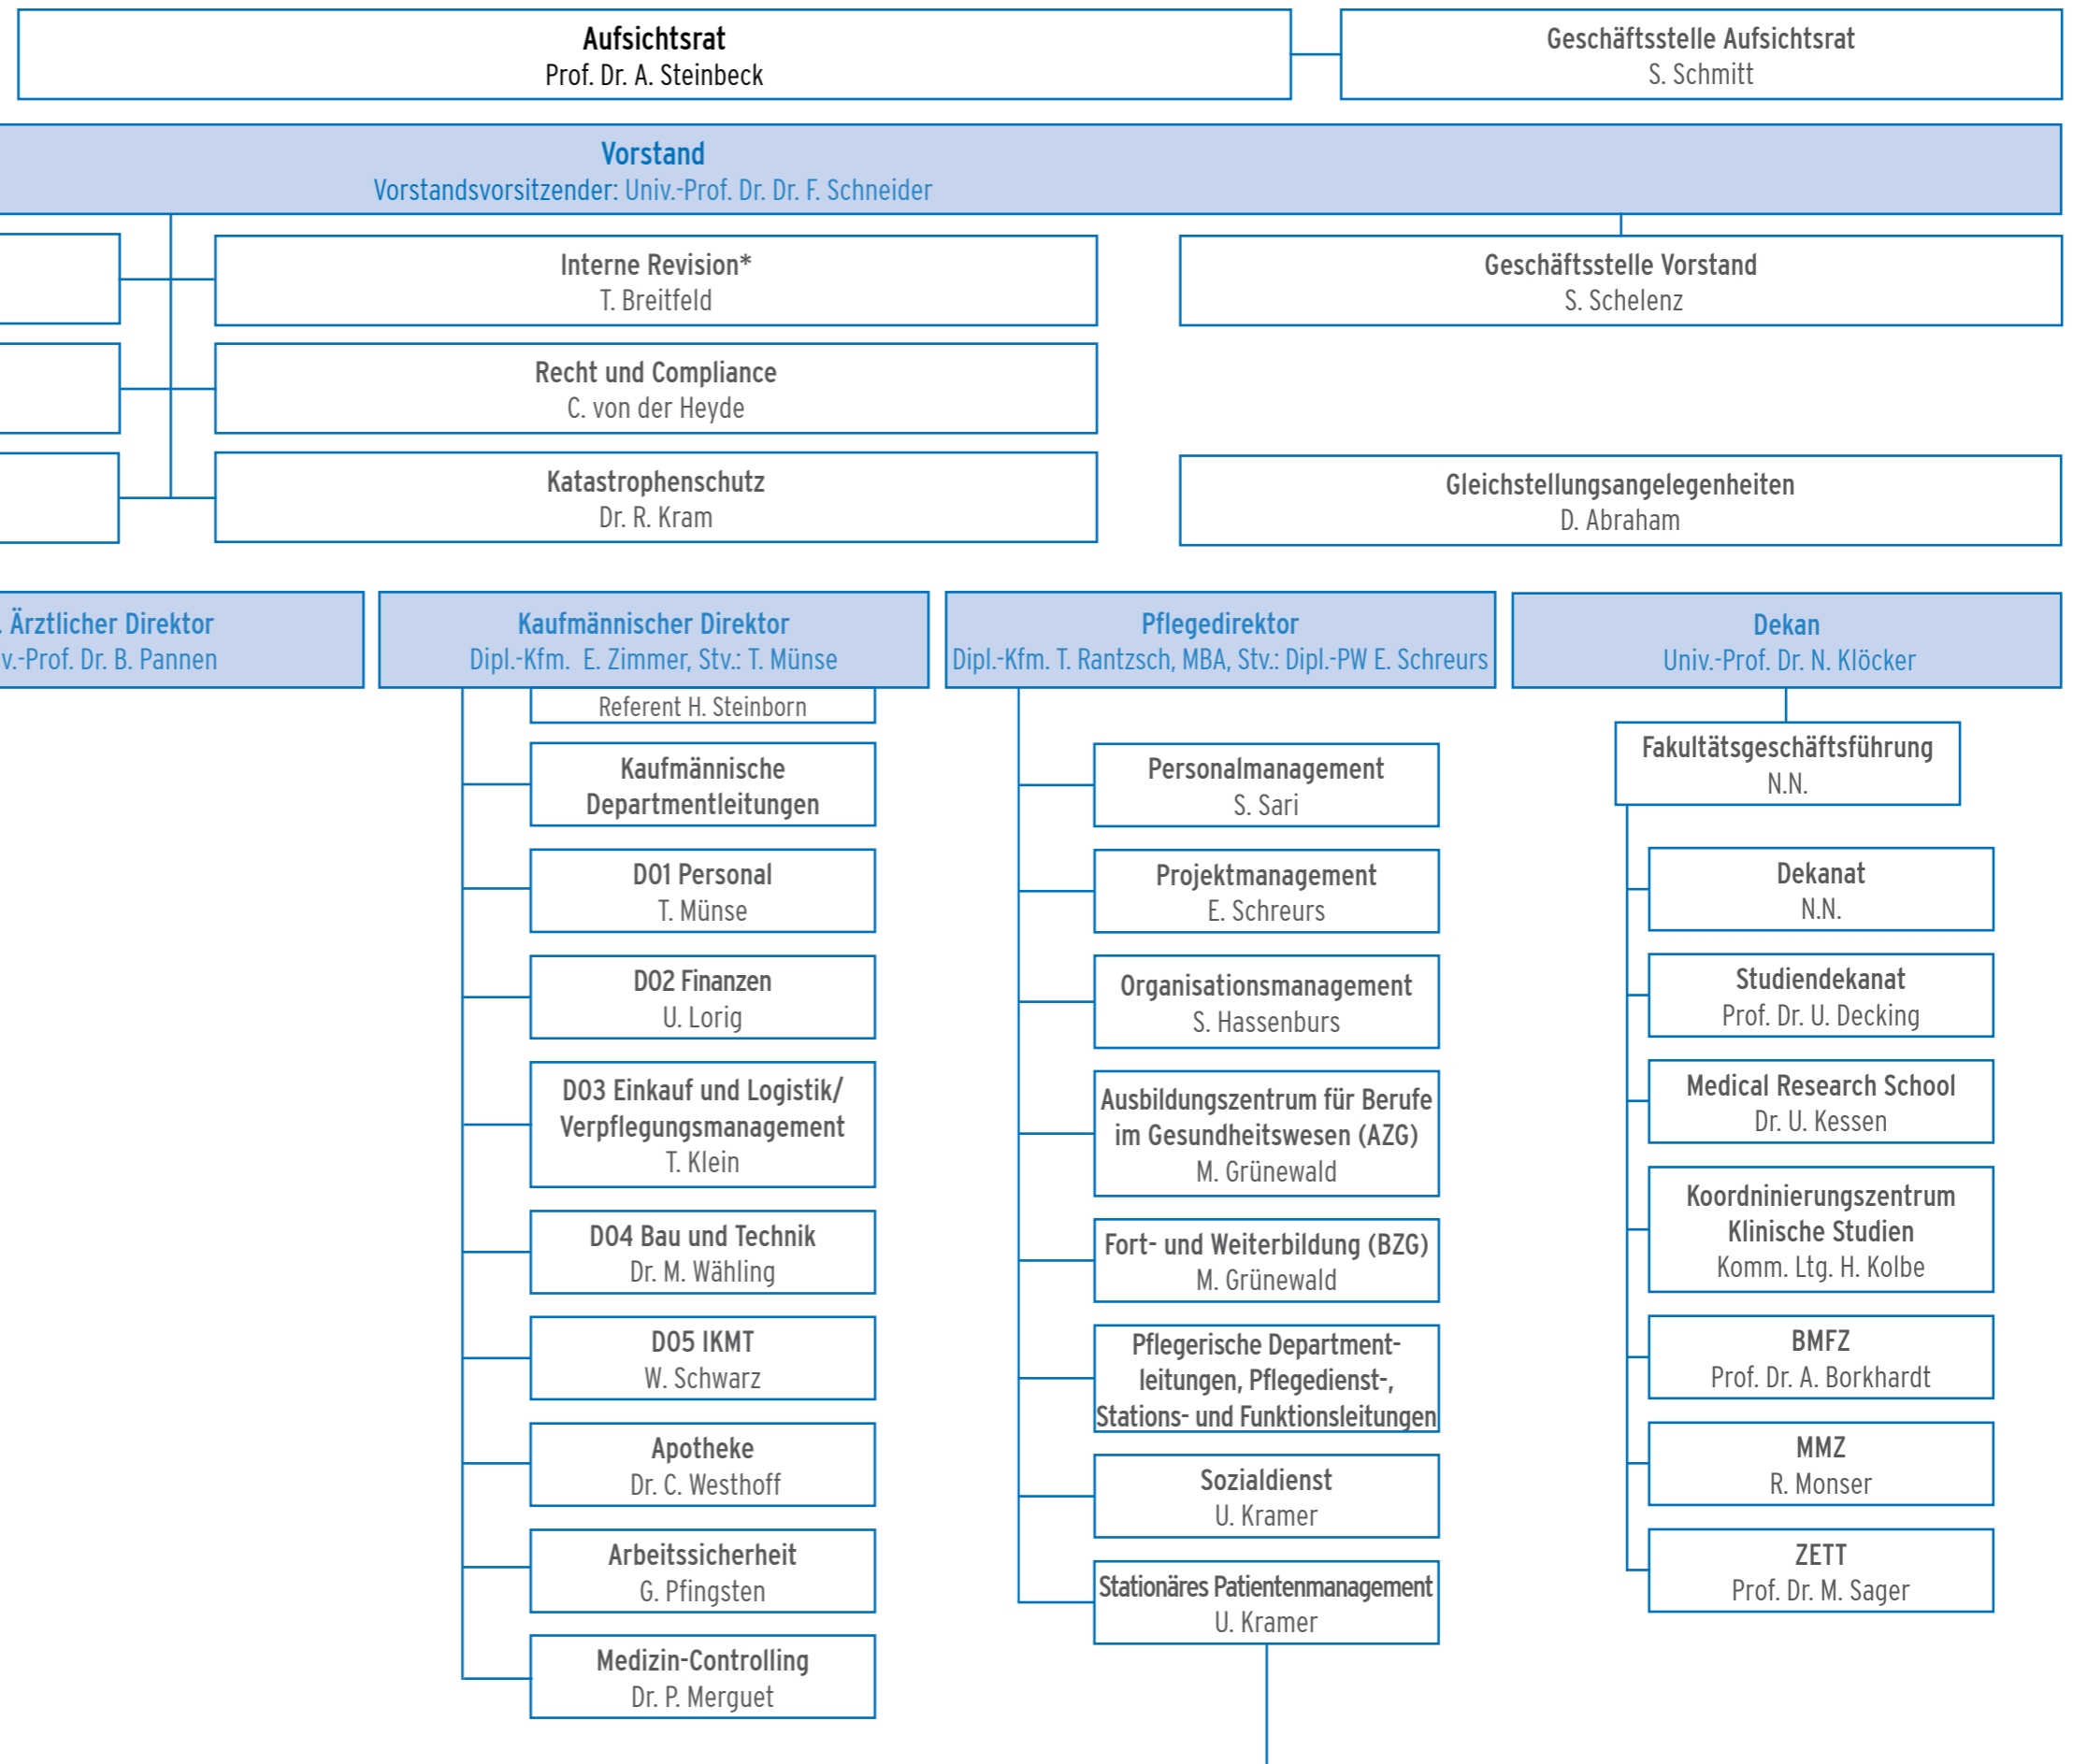 Aufsichtsrat
Prof. Dr. A. Steinbeck
Geschäftsstelle Aufsichtsrat
S. Schmitt
Vorstand
Vorstandsvorsitzender: Univ.-Prof. Dr. Dr. F. Schneider
Interne Revision*
T. Breitfeld
Geschäftsstelle Vorstand
S. Schelenz
Recht und Compliance
C. von der Heyde
Katastrophenschutz
Dr. R. Kram
Gleichstellungsangelegenheiten
D. Abraham
. Ärztlicher Direktor
v.-Prof. Dr. B. Pannen
Kaufmännischer Direktor
Dipl.-Kfm. E. Zimmer, Stv.: T. Münse
Referent H. Steinborn
Kaufmännische
Departmentleitungen
D01 Personal
T. Münse
D02 Finanzen
U. Lorig
D03 Einkauf und Logistik/
Verpflegungsmanagement
T. Klein
D04 Bau und Technik
Dr. M. Wähling
D05 IKMT
W. Schwarz
Apotheke
Dr. C. Westhoff
Arbeitssicherheit
G. Pfingsten
Medizin-Controlling
Dr. P. Merguet
Pflegedirektor
Dipl.-Kfm. T. Rantzsch, MBA, Stv.: Dipl.-PW E. Schreurs
Personalmanagement
S. Sari
Projektmanagement
E. Schreurs
Organisationsmanagement
S. Hassenburs
Ausbildungszentrum für Berufe
im Gesundheitswesen (AZG)
M. Grünewald
Fort- und Weiterbildung (BZG)
M. Grünewald
Pflegerische Department-
leitungen, Pflegedienst-,
Stations- und Funktionsleitungen
Sozialdienst
U. Kramer
Stationäres Patientenmanagement
U. Kramer
Dekan
Univ.-Prof. Dr. N. Klöcker
Fakultätsgeschäftsführung
N.N.
Dekanat
N.N.
Studiendekanat
Prof. Dr. U. Decking
Medical Research School
Dr. U. Kessen
Koordninierungszentrum
Klinische Studien
Komm. Ltg. H. Kolbe
BMFZ
Prof. Dr. A. Borkhardt
MMZ
R. Monser
ZETT
Prof. Dr. M. Sager